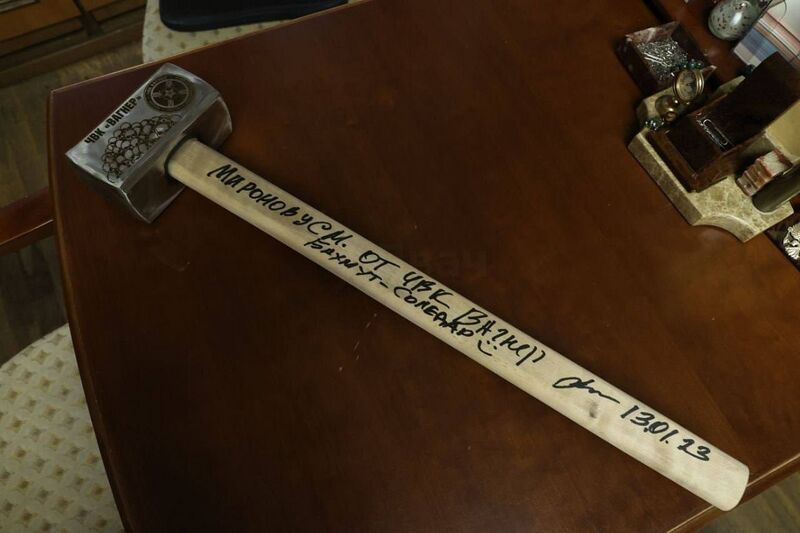 ЧВК «ВАГНЕР»
МИРОНОВУ С М. ОТ ЧВК ВАГНЕР
БАХМУТ-СОЛЕДАР
13.01.23